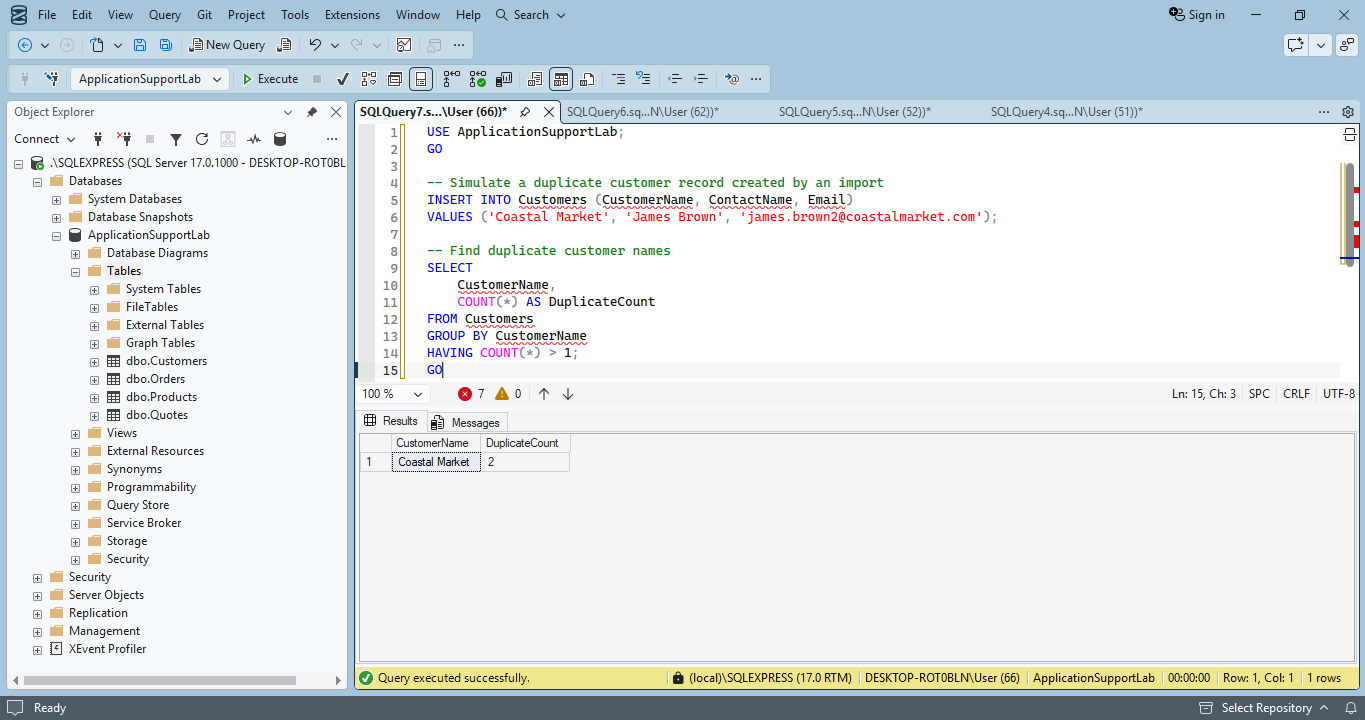 File Edit View Query Git Project Tools Extensions Window Help Search Sign in
New Query
ApplicationSupportLab Execute
Object Explorer
Connect
.\SQLEXPRESS (SQL Server 17.0.1000 - DESKTOP-ROT0BL
Databases
System Databases
Database Snapshots
ApplicationSupportLab
Database Diagrams
Tables
System Tables
FileTables
External Tables
Graph Tables
dbo.Customers
dbo.Orders
dbo.Products
dbo.Quotes
Views
External Resources
Synonyms
Programmability
Query Store
Service Broker
Storage
Security
Security
Server Objects
Replication
Management
XEvent Profiler
SQLQuery7.s...\User (66))* SQLQuery6.sq...N\User (62))* SQLQuery5.sq...N\User (52))* SQLQuery4.sq...N\User (51))*
1 USE ApplicationSupportLab;
2 GO
3
4 -- Simulate a duplicate customer record created by an import
5 INSERT INTO Customers (CustomerName, ContactName, Email)
6 VALUES ('Coastal Market', 'James Brown', 'james.brown2@coastalmarket.com');
7
8 -- Find duplicate customer names
9 SELECT
10 CustomerName,
11 COUNT(*) AS DuplicateCount
12 FROM Customers
13 GROUP BY CustomerName
14 HAVING COUNT(*) > 1;
15 GO
100 % 7 0 Ln: 15, Ch: 3 SPC CRLF UTF-8
Results Messages
CustomerName DuplicateCount
1 Coastal Market 2
Query executed successfully. (local)\SQLEXPRESS (17.0 RTM) DESKTOP-ROT0BLN\User (66) ApplicationSupportLab 00:00:00 Row: 1, Col: 1 1 rows
Ready Select Repository